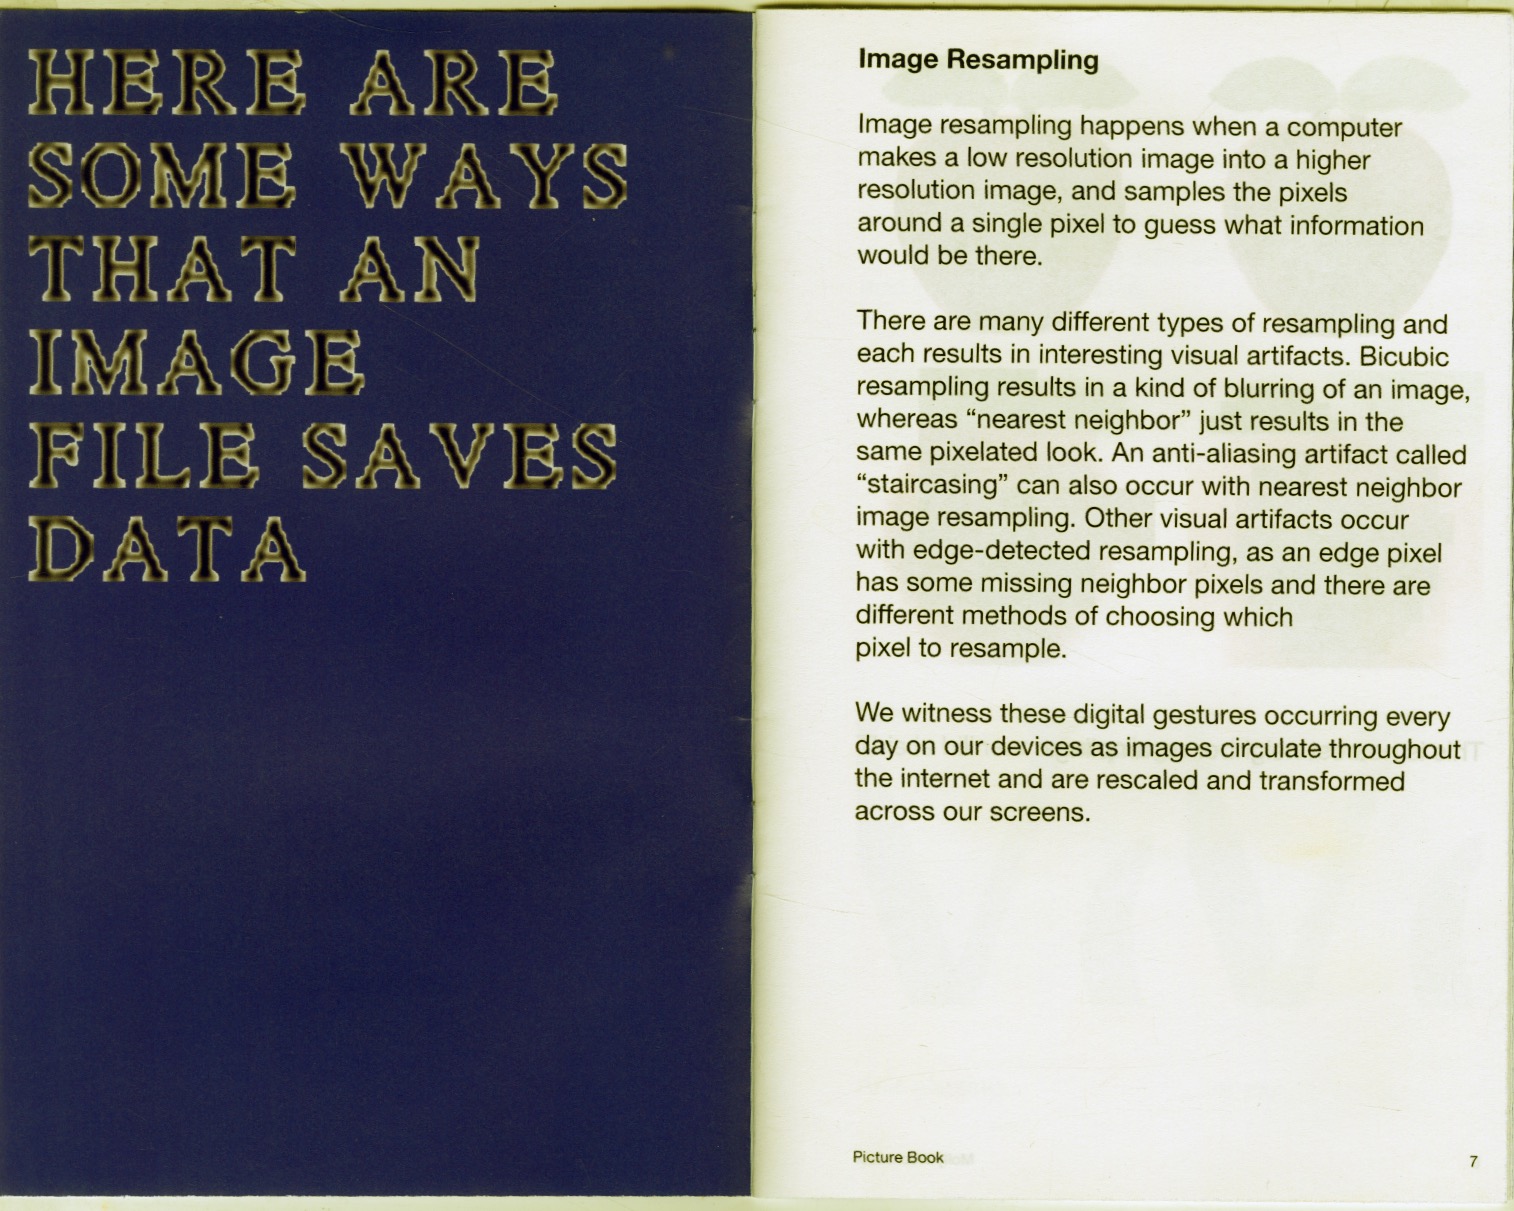 HERE ARE
SOME WAYS
THAT AN
IMAGE
FILE SAVES
DATA
Image Resampling
Image resampling happens when a computer
makes a low resolution image into a higher
resolution image, and samples the pixels
around a single pixel to guess what information
would be there.
There are many different types of resampling and
each results in interesting visual artifacts. Bicubic
resampling results in a kind of blurring of an image,
whereas “nearest neighbor” just results in the
same pixelated look. An anti-aliasing artifact called
“staircasing” can also occur with nearest neighbor
image resampling. Other visual artifacts occur
with edge-detected resampling, as an edge pixel
has some missing neighbor pixels and there are
different methods of choosing which
pixel to resample.
We witness these digital gestures occurring every
day on our devices as images circulate throughout
the internet and are rescaled and transformed
across our screens.
Picture Book
7